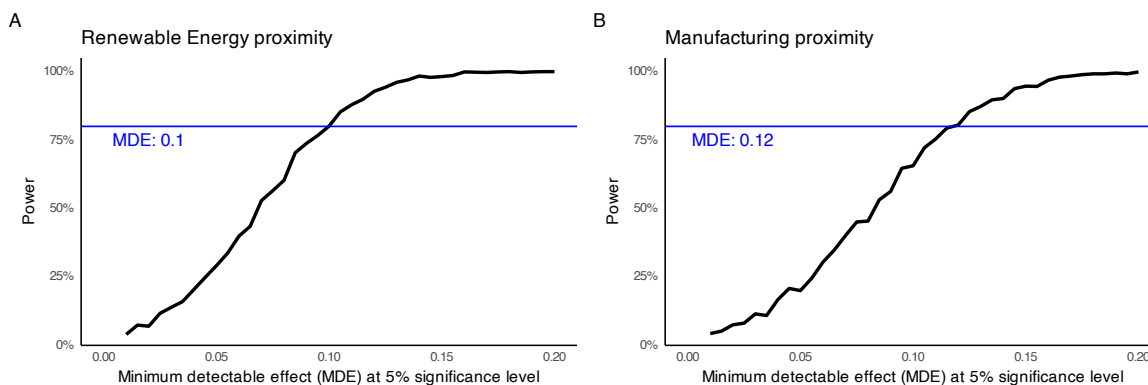 A
Renewable Energy proximity
100%
75%
50%
25%
0%
Power
MDE: 0.1
0.00 0.05 0.10 0.15 0.20
Minimum detectable effect (MDE) at 5% significance level
B
Manufacturing proximity
100%
75%
50%
25%
0%
Power
MDE: 0.12
0.00 0.05 0.10 0.15 0.20
Minimum detectable effect (MDE) at 5% significance level